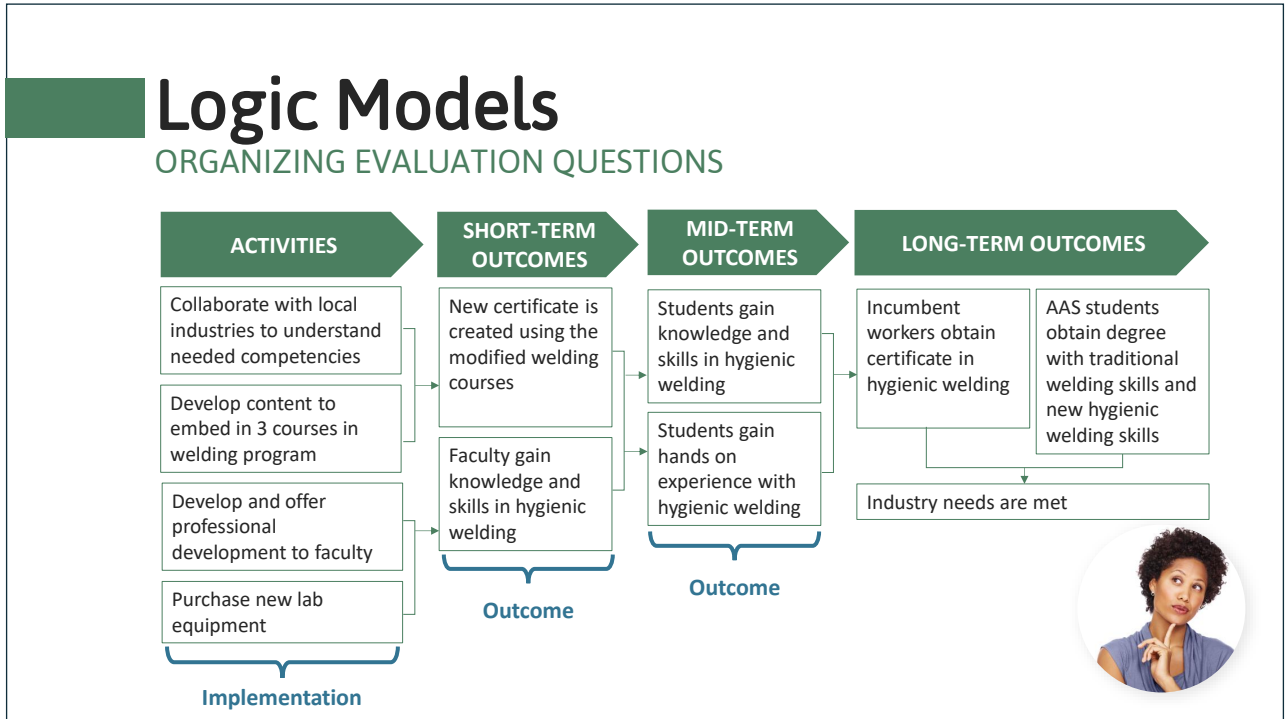 Logic Models
ORGANIZING EVALUATION QUESTIONS
ACTIVITIES
Collaborate with local
industries to understand
needed competencies
Develop content to
embed in 3 courses in
welding program
Develop and offer
professional
development to faculty
Purchase new lab
equipment
Implementation
SHORT-TERM
OUTCOMES
New certificate is
created using the
modified welding
courses
Faculty gain
knowledge and
skills in hygienic
welding
Outcome
MID-TERM
OUTCOMES
Students gain
knowledge and
skills in hygienic
welding
Students gain
hands on
experience with
hygienic welding
Outcome
LONG-TERM OUTCOMES
Incumbent
workers obtain
certificate in
hygienic welding
AAS students
obtain degree
with traditional
welding skills and
new hygienic
welding skills
Industry needs are met